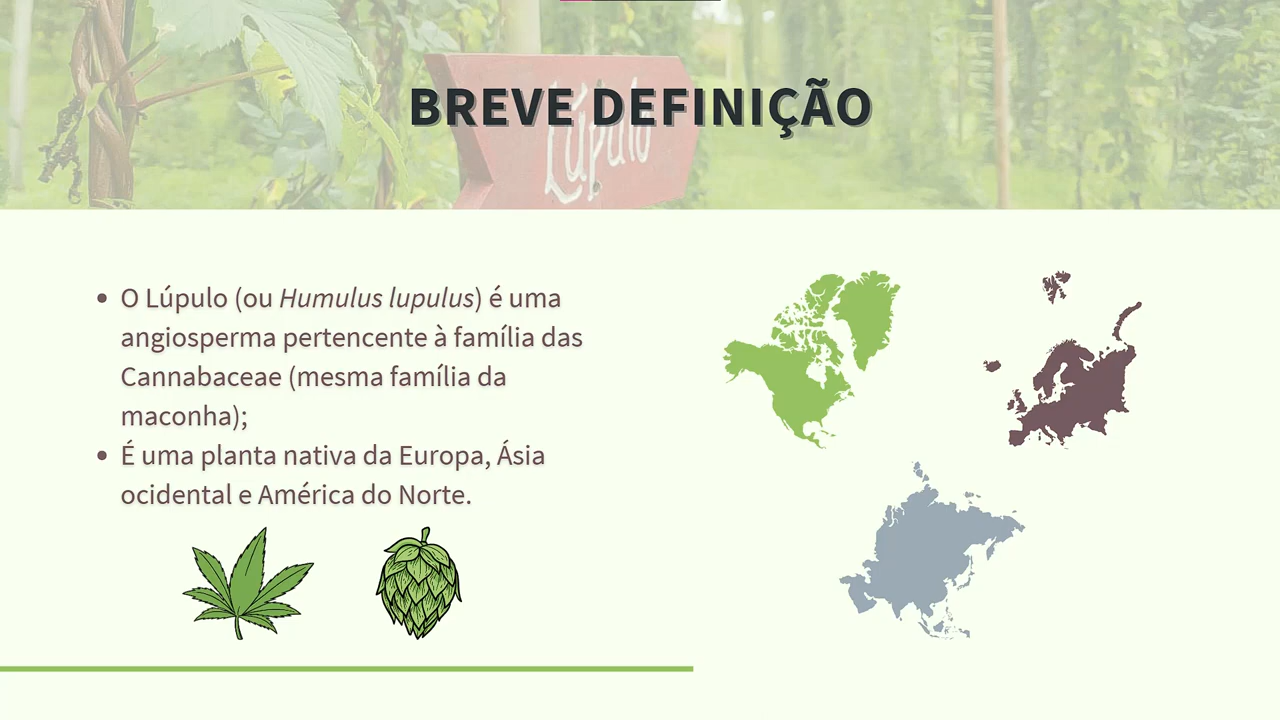 BREVE DEFINIÇÃO
Lúpulo
• O Lúpulo (ou Humulus lupulus) é uma
angiosperma pertencente à família das
Cannabaceae (mesma família da
maconha);
• É uma planta nativa da Europa, Ásia
ocidental e América do Norte.